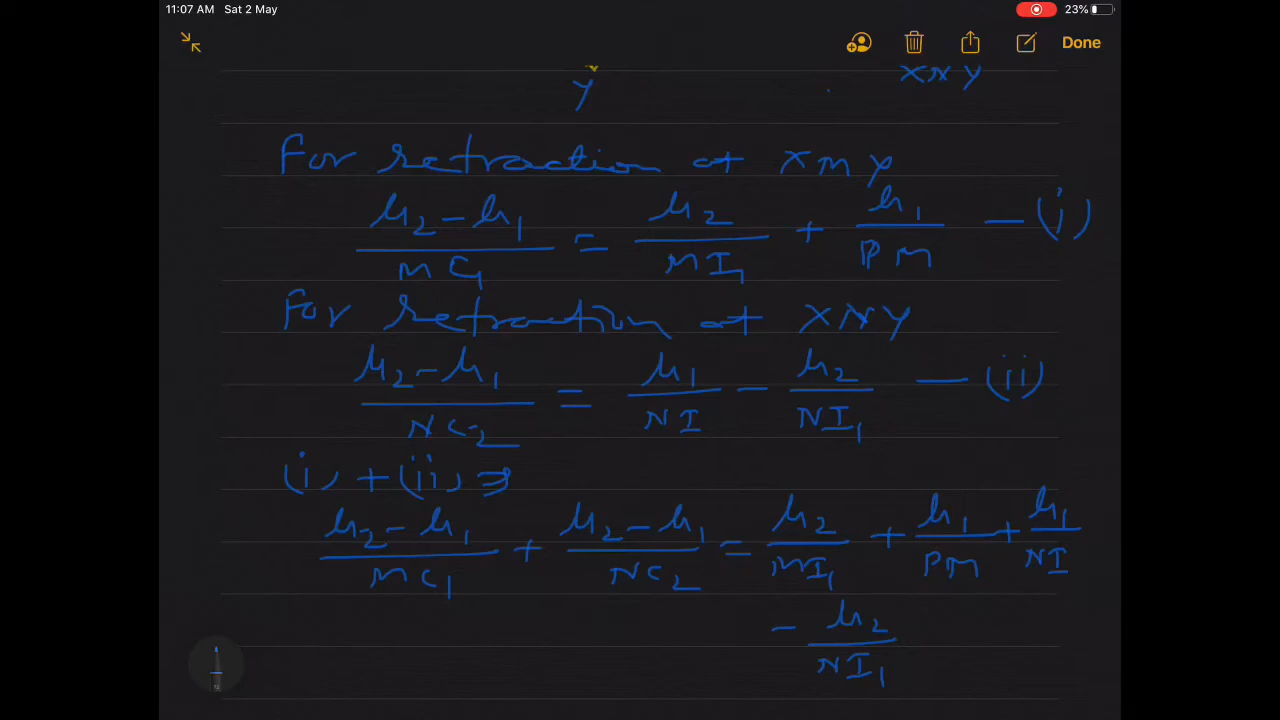 11:07 AM Sat 2 May 23%
Done
y
XNY
For refraction at XMY
μ2 - μ1 / MC1 = μ2 / MI1 + μ1 / PM — (i)
For refraction at XNY
μ2 - μ1 / NC2 = μ1 / NI - μ2 / NI1 — (ii)
(i) + (ii) ⇒
μ2 - μ1 / MC1 + μ2 - μ1 / NC2 = μ2 / MI1 + μ1 / PM + μ1 / NI
- μ2 / NI1